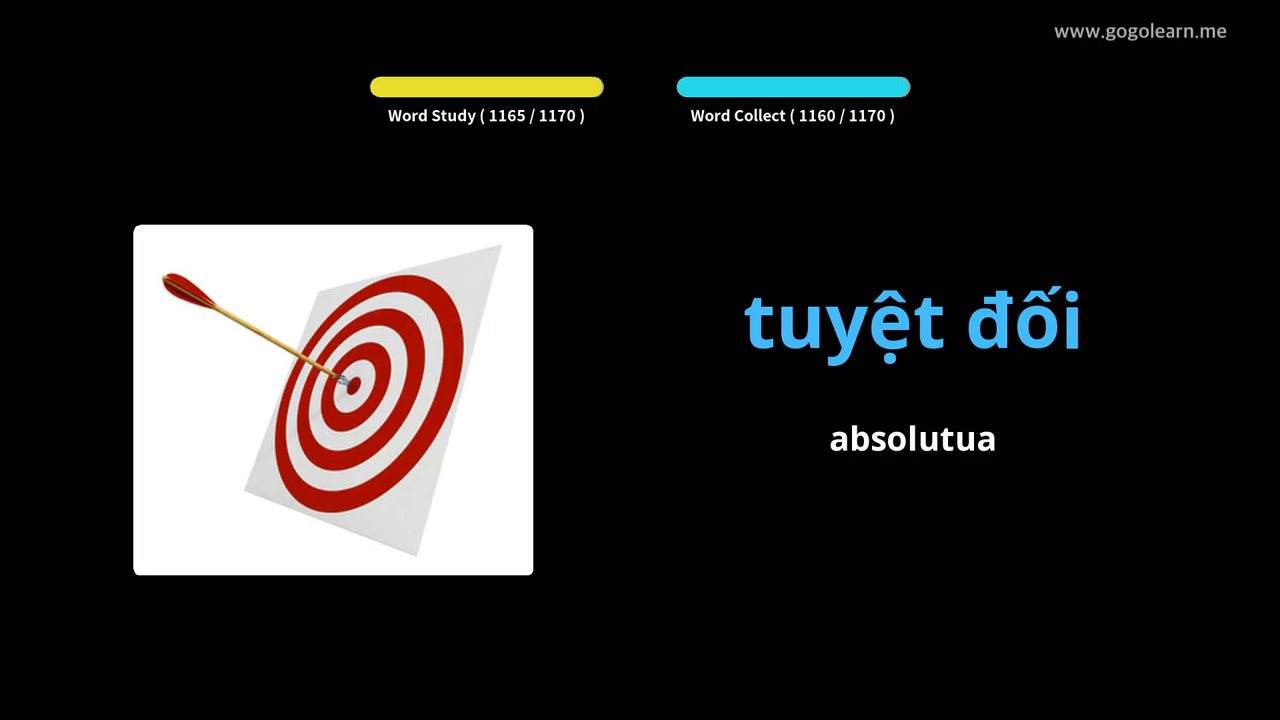 www.gogolearn.me
Word Study ( 1165 / 1170 )
Word Collect ( 1160 / 1170 )
tuyệt đối
absolutua